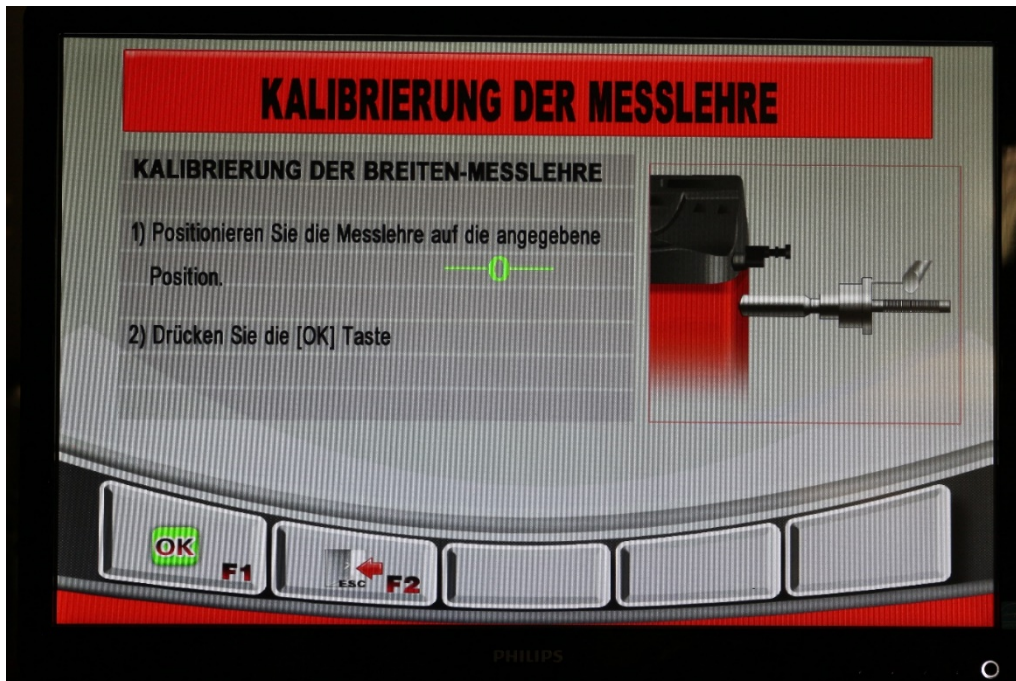 KALIBRIERUNG DER MESSLEHRE
KALIBRIERUNG DER BREITEN-MESSLEHRE
1) Positionieren Sie die Messlehre auf die angegebene
Position.
0
2) Drücken Sie die [OK] Taste
OK
F1
ESC
F2
PHILIPS